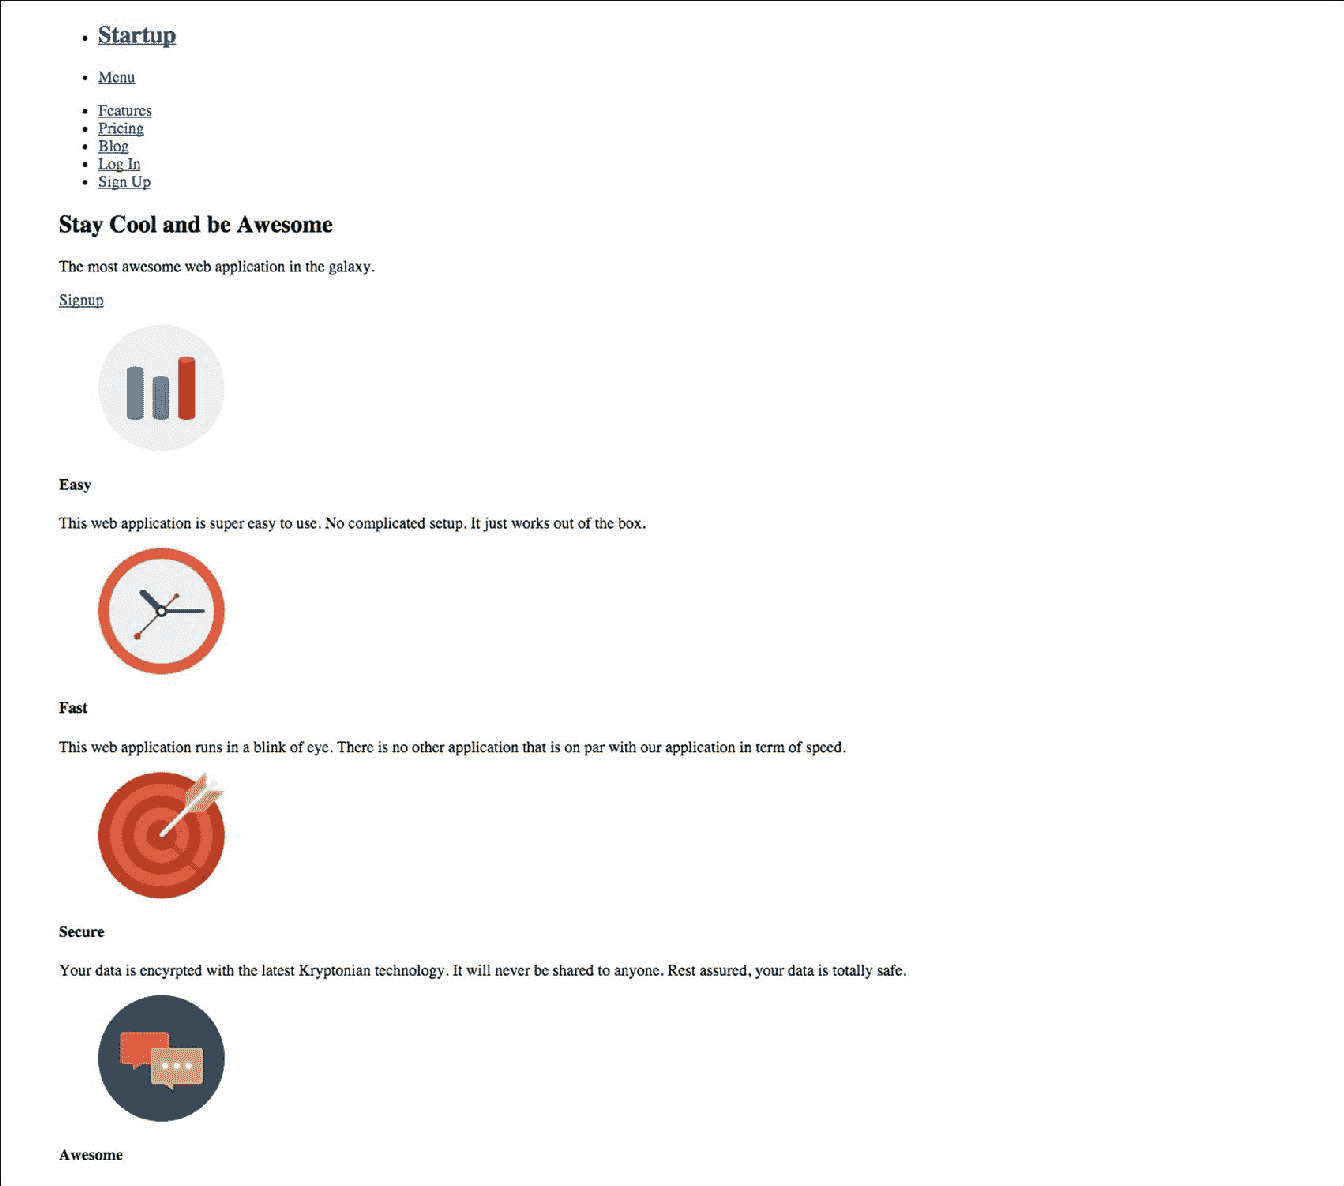 Startup
Menu
Features
Pricing
Blog
Log In
Sign Up
Stay Cool and be Awesome
The most awesome web application in the galaxy.
Signup
Easy
This web application is super easy to use. No complicated setup. It just works out of the box.
Fast
This web application runs in a blink of eye. There is no other application that is on par with our application in term of speed.
Secure
Your data is encyrpted with the latest Kryptonian technology. It will never be shared to anyone. Rest assured, your data is totally safe.
Awesome